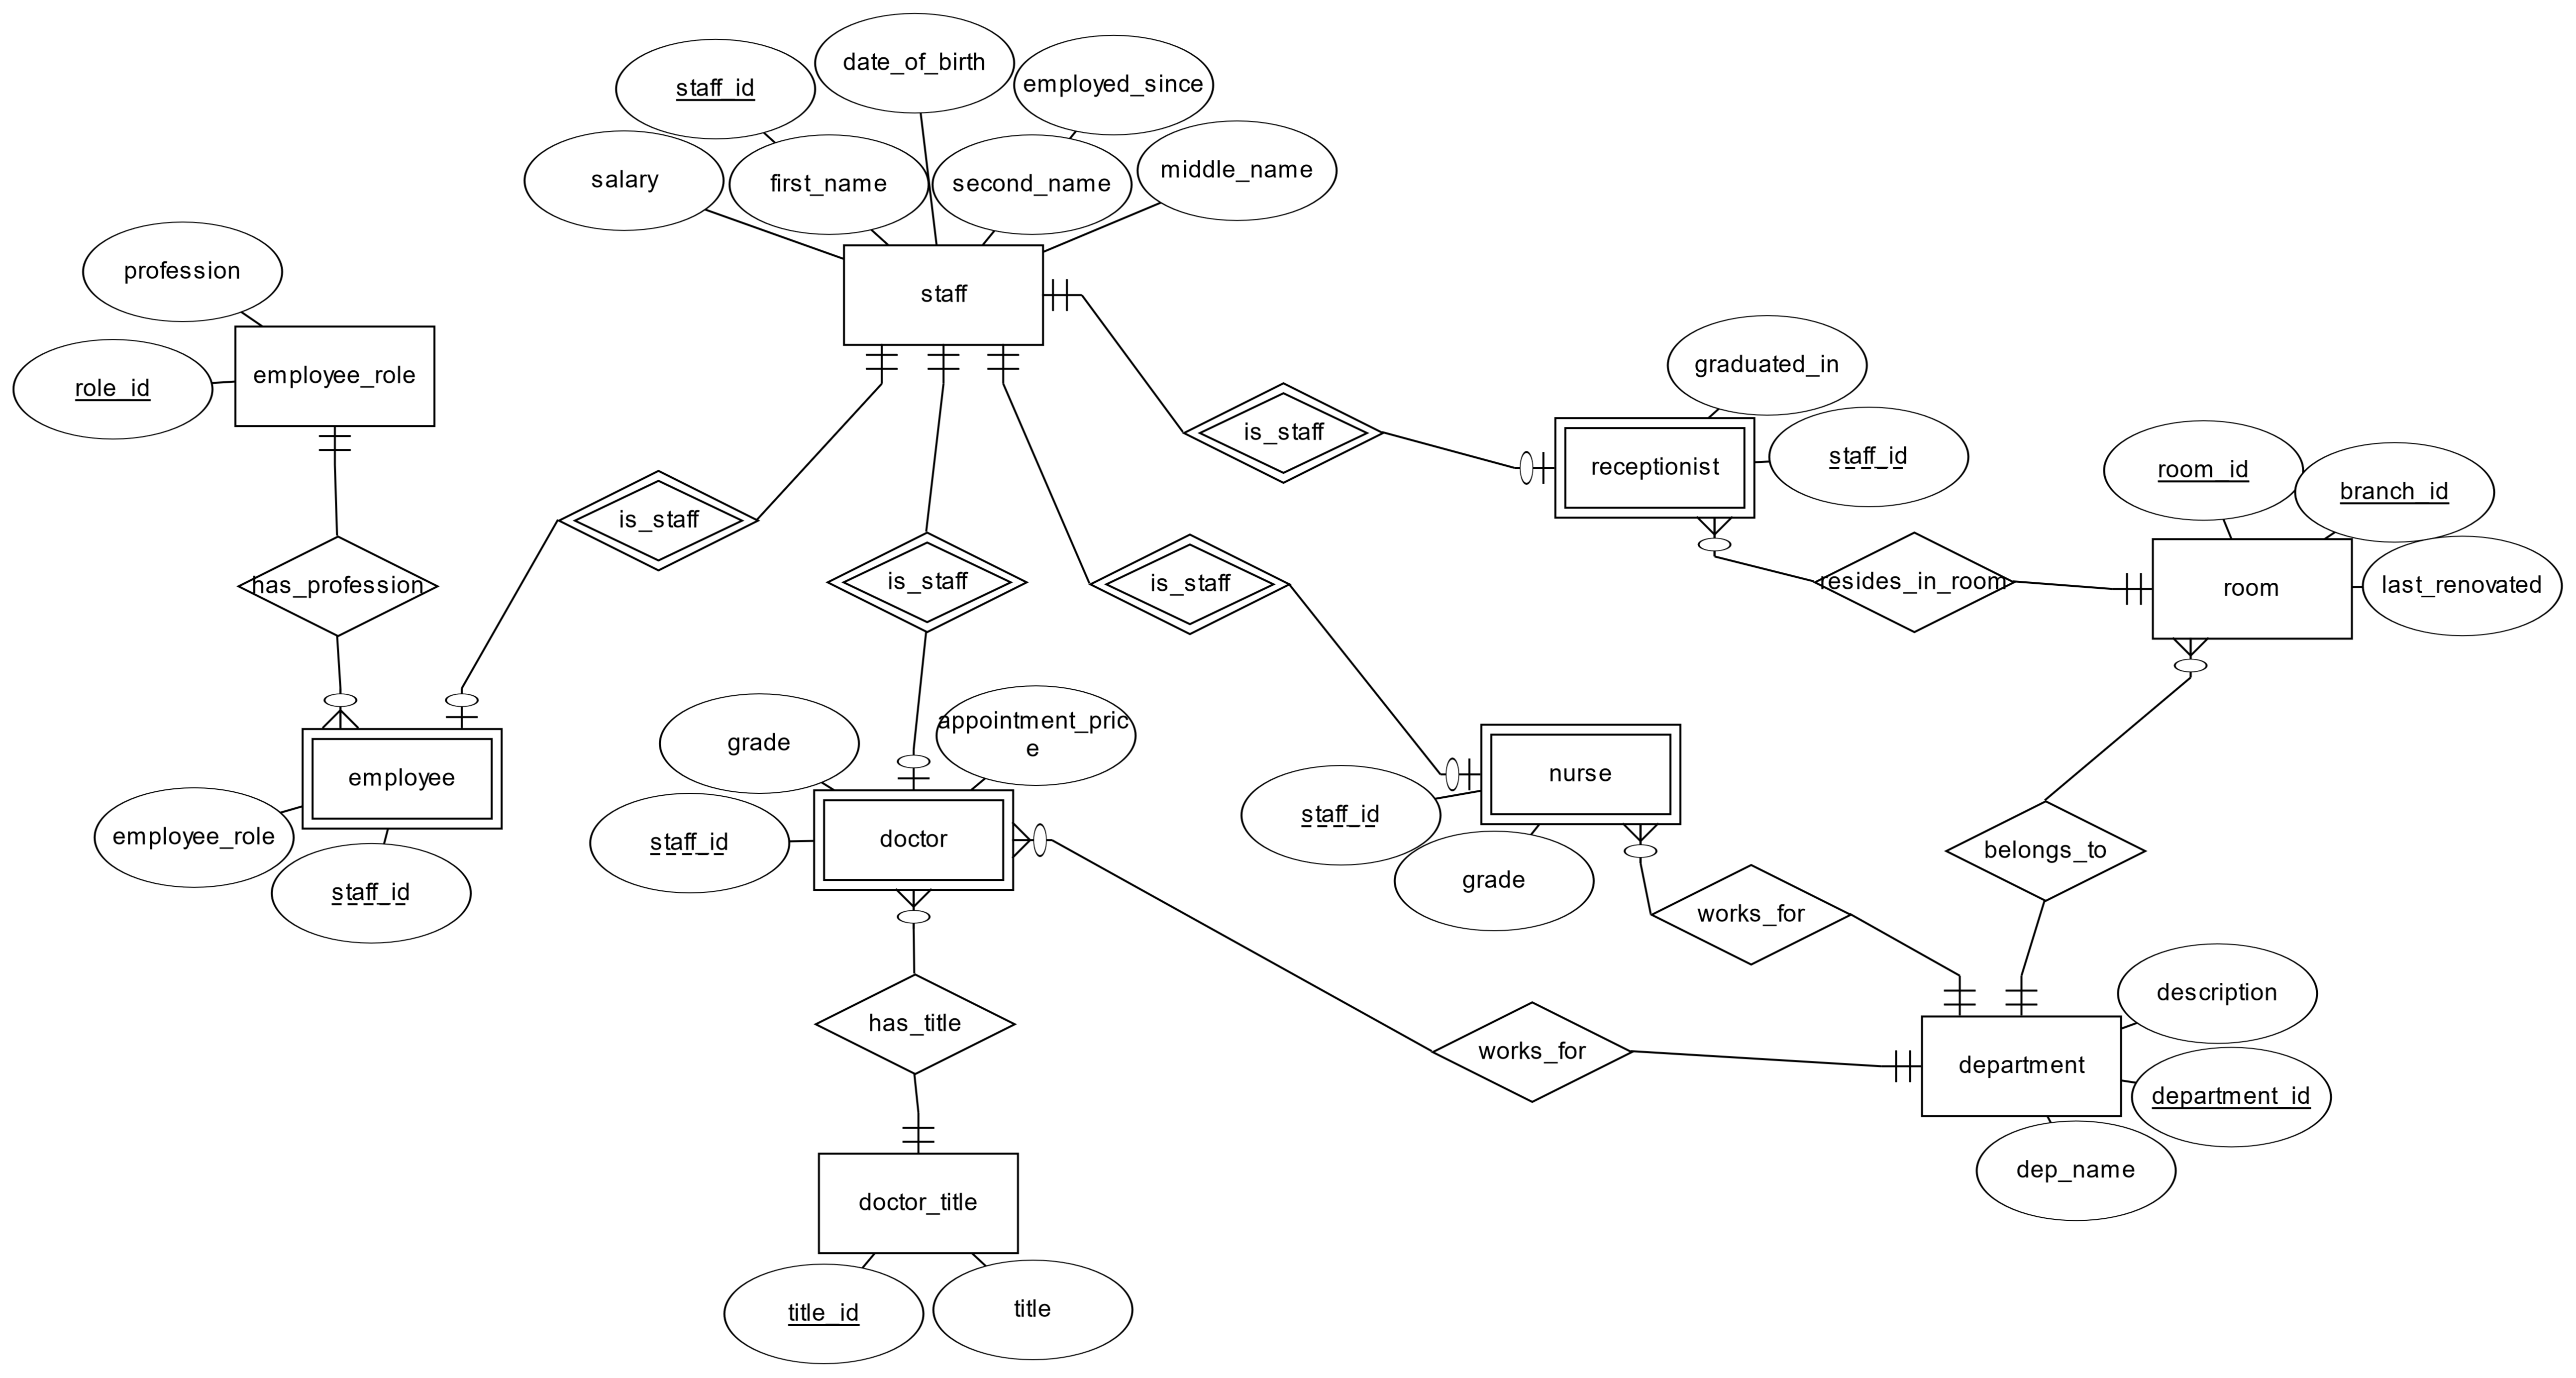 date_of_birth
staff_id
employed_since
salary
first_name
second_name
middle_name
profession
staff
employee_role
role_id
graduated_in
is_staff
receptionist
staff_id
room_id
branch_id
is_staff
has_profession
is_staff
is_staff
resides_in_room
room
last_renovated
grade
appointment_pric
e
employee
nurse
employee_role
staff_id
staff_id
doctor
staff_id
grade
works_for
belongs_to
has_title
works_for
description
department
department_id
dep_name
doctor_title
title_id
title